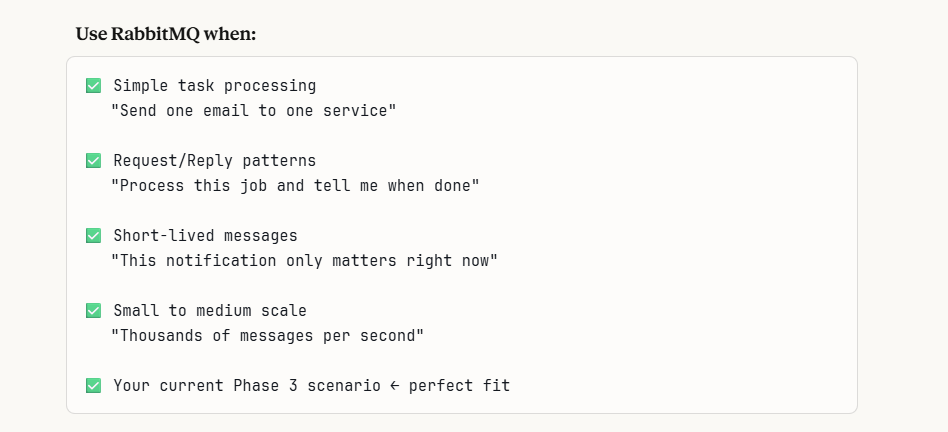 Use RabbitMQ when:
✅ Simple task processing
"Send one email to one service"
✅ Request/Reply patterns
"Process this job and tell me when done"
✅ Short-lived messages
"This notification only matters right now"
✅ Small to medium scale
"Thousands of messages per second"
✅ Your current Phase 3 scenario ← perfect fit